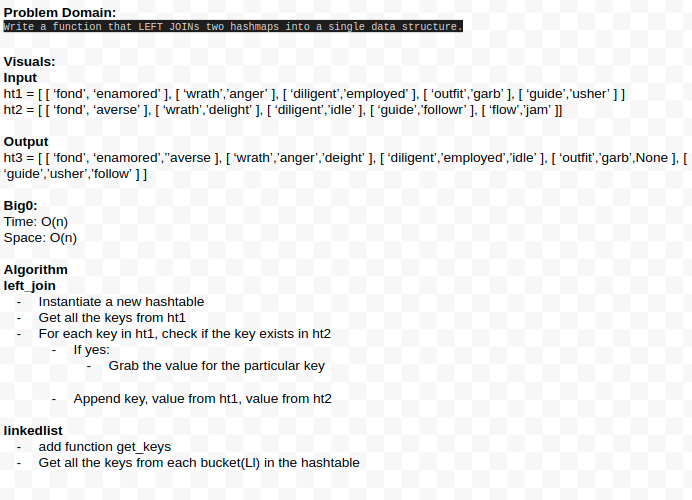 Problem Domain:
Write a function that LEFT JOINs two hashmaps into a single data structure.
Visuals:
Input
ht1 = [ [ ‘fond’, ‘enamored’ ], [ ‘wrath’,’anger’ ], [ ‘diligent’,’employed’ ], [ ‘outfit’,’garb’ ], [ ‘guide’,’usher’ ] ]
ht2 = [ [ ‘fond’, ‘averse’ ], [ ‘wrath’,’delight’ ], [ ‘diligent’,’idle’ ], [ ‘guide’,’followr’ ], [ ‘flow’,’jam’ ]]
Output
ht3 = [ [ ‘fond’, ‘enamored’,’’averse ], [ ‘wrath’,’anger’,’deight’ ], [ ‘diligent’,’employed’,’idle’ ], [ ‘outfit’,’garb’,None ], [
‘guide’,’usher’,’follow’ ] ]
Big0:
Time: O(n)
Space: O(n)
Algorithm
left_join
- Instantiate a new hashtable
- Get all the keys from ht1
- For each key in ht1, check if the key exists in ht2
- If yes:
- Grab the value for the particular key
- Append key, value from ht1, value from ht2
linkedlist
- add function get_keys
- Get all the keys from each bucket(Ll) in the hashtable